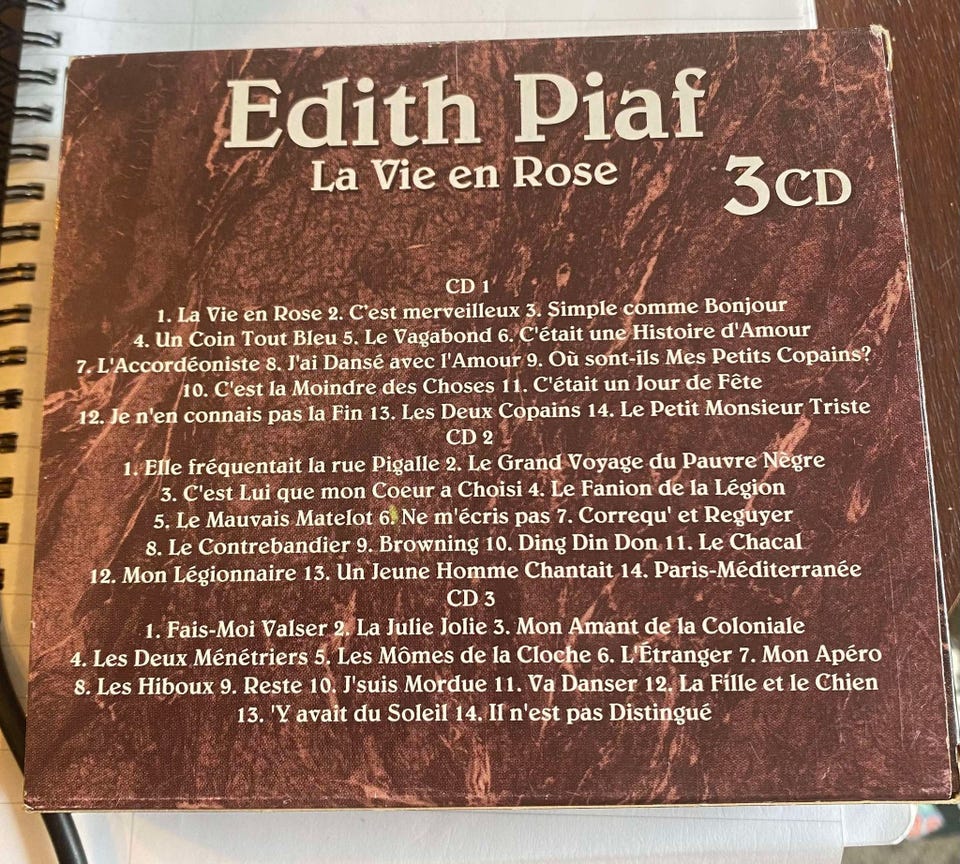 Edith Piaf
La Vie en Rose
3CD
CD 1
1. La Vie en Rose 2. C'est merveilleux 3. Simple comme Bonjour
4. Un Coin Tout Bleu 5. Le Vagabond 6. C'était une Histoire d'Amour
7. L'Accordéoniste 8. J'ai Dansé avec l'Amour 9. Où sont-ils Mes Petits Copains?
10. C'est la Moindre des Choses 11. C'était un Jour de Fête
12. Je n'en connais pas la Fin 13. Les Deux Copains 14. Le Petit Monsieur Triste
CD 2
1. Elle fréquentait la rue Pigalle 2. Le Grand Voyage du Pauvre Nègre
3. C'est Lui que mon Coeur a Choisi 4. Le Fanion de la Légion
5. Le Mauvais Matelot 6. Ne m'écris pas 7. Correqu' et Reguyer
8. Le Contrebandier 9. Browning 10. Ding Din Don 11. Le Chacal
12. Mon Légionnaire 13. Un Jeune Homme Chantait 14. Paris-Méditerranée
CD 3
1. Fais-Moi Valser 2. La Julie Jolie 3. Mon Amant de la Coloniale
4. Les Deux Ménétriers 5. Les Mômes de la Cloche 6. L'Étranger 7. Mon Apéro
8. Les Hiboux 9. Reste 10. J'suis Mordue 11. Va Danser 12. La Fille et le Chien
13. 'Y avait du Soleil 14. Il n'est pas Distingué